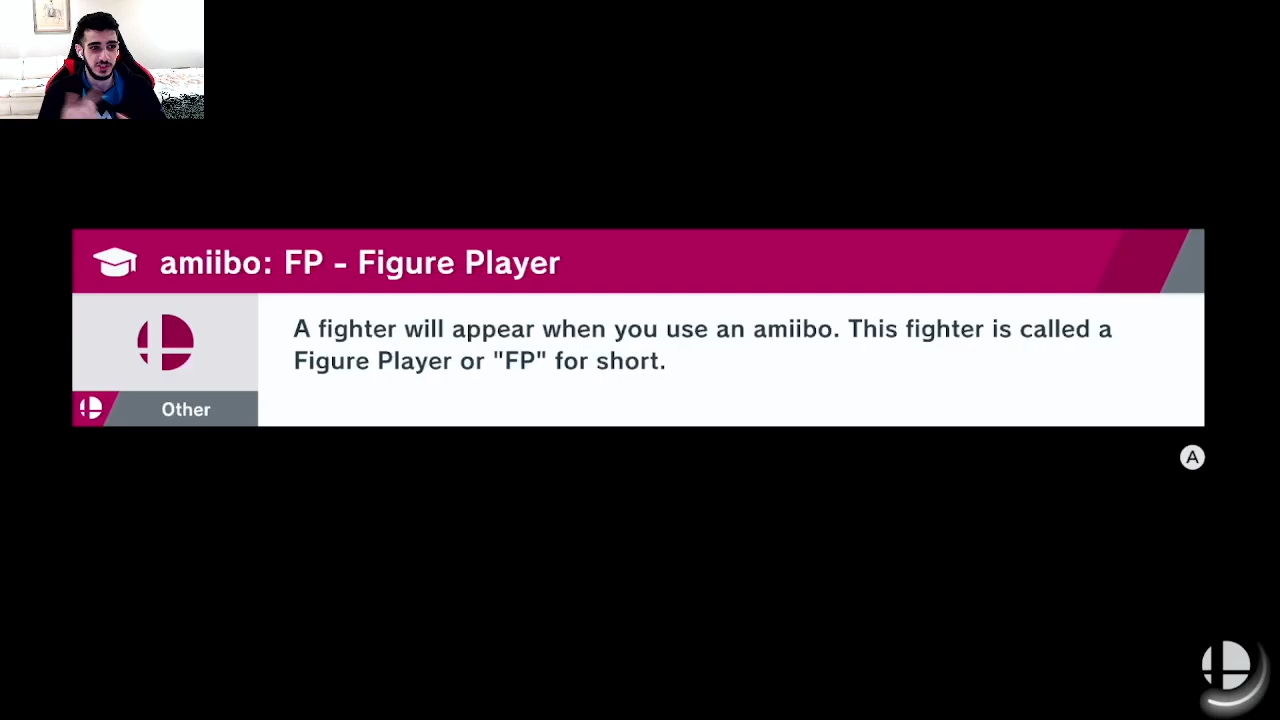 amiibo: FP - Figure Player
A fighter will appear when you use an amiibo. This fighter is called a
Figure Player or "FP" for short.
Other
A